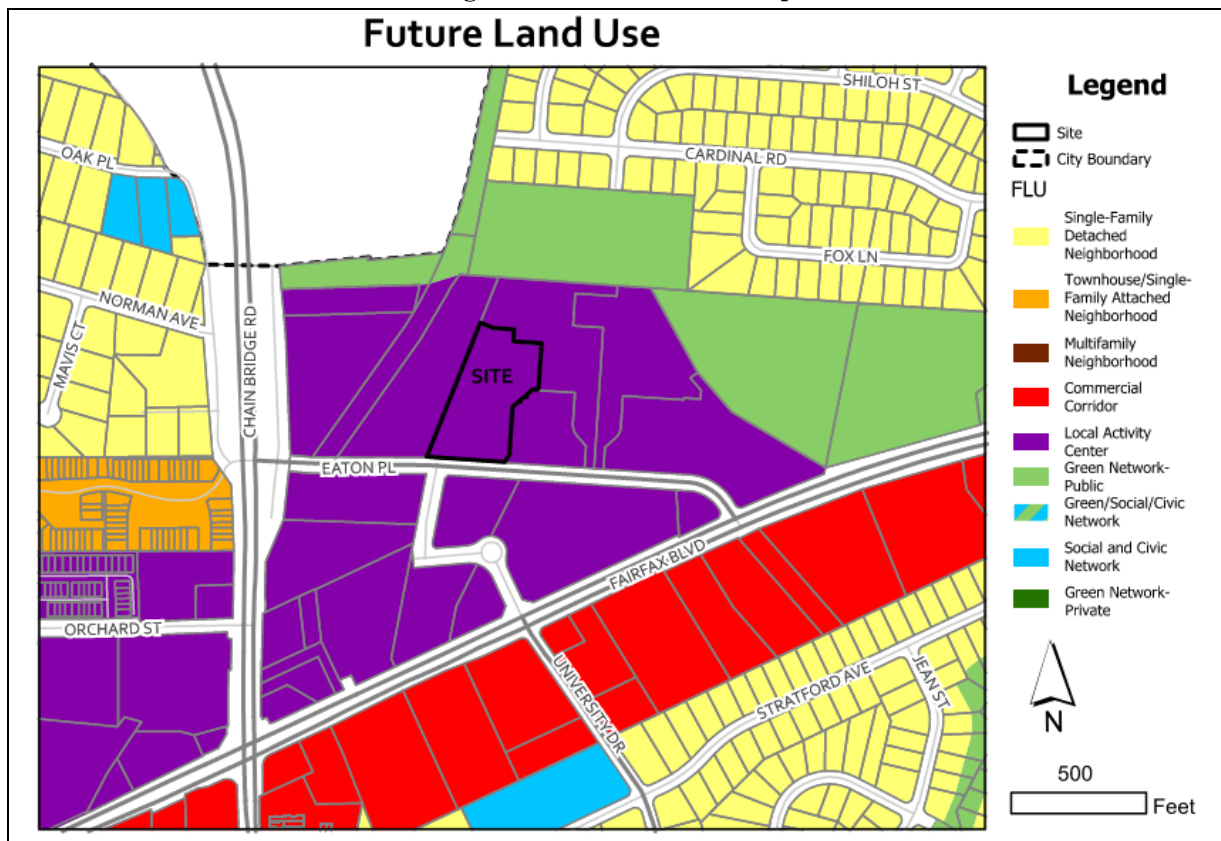 Future Land Use
SHILOH ST
OAK PL
CARDINAL RD
FOX LN
NORMAN AVE
MAVIS CT
CHAIN BRIDGE RD
SITE
EATON PL
FAIRFAX BLVD
ORCHARD ST
UNIVERSITY DR
STRATFORD AVE
JEAN ST
Legend
Site
City Boundary
FLU
Single-Family
Detached
Neighborhood
Townhouse/Single-
Family Attached
Neighborhood
Multifamily
Neighborhood
Commercial
Corridor
Local Activity
Center
Green Network-
Public
Green/Social/Civic
Network
Social and Civic
Network
Green Network-
Private
N
500
Feet